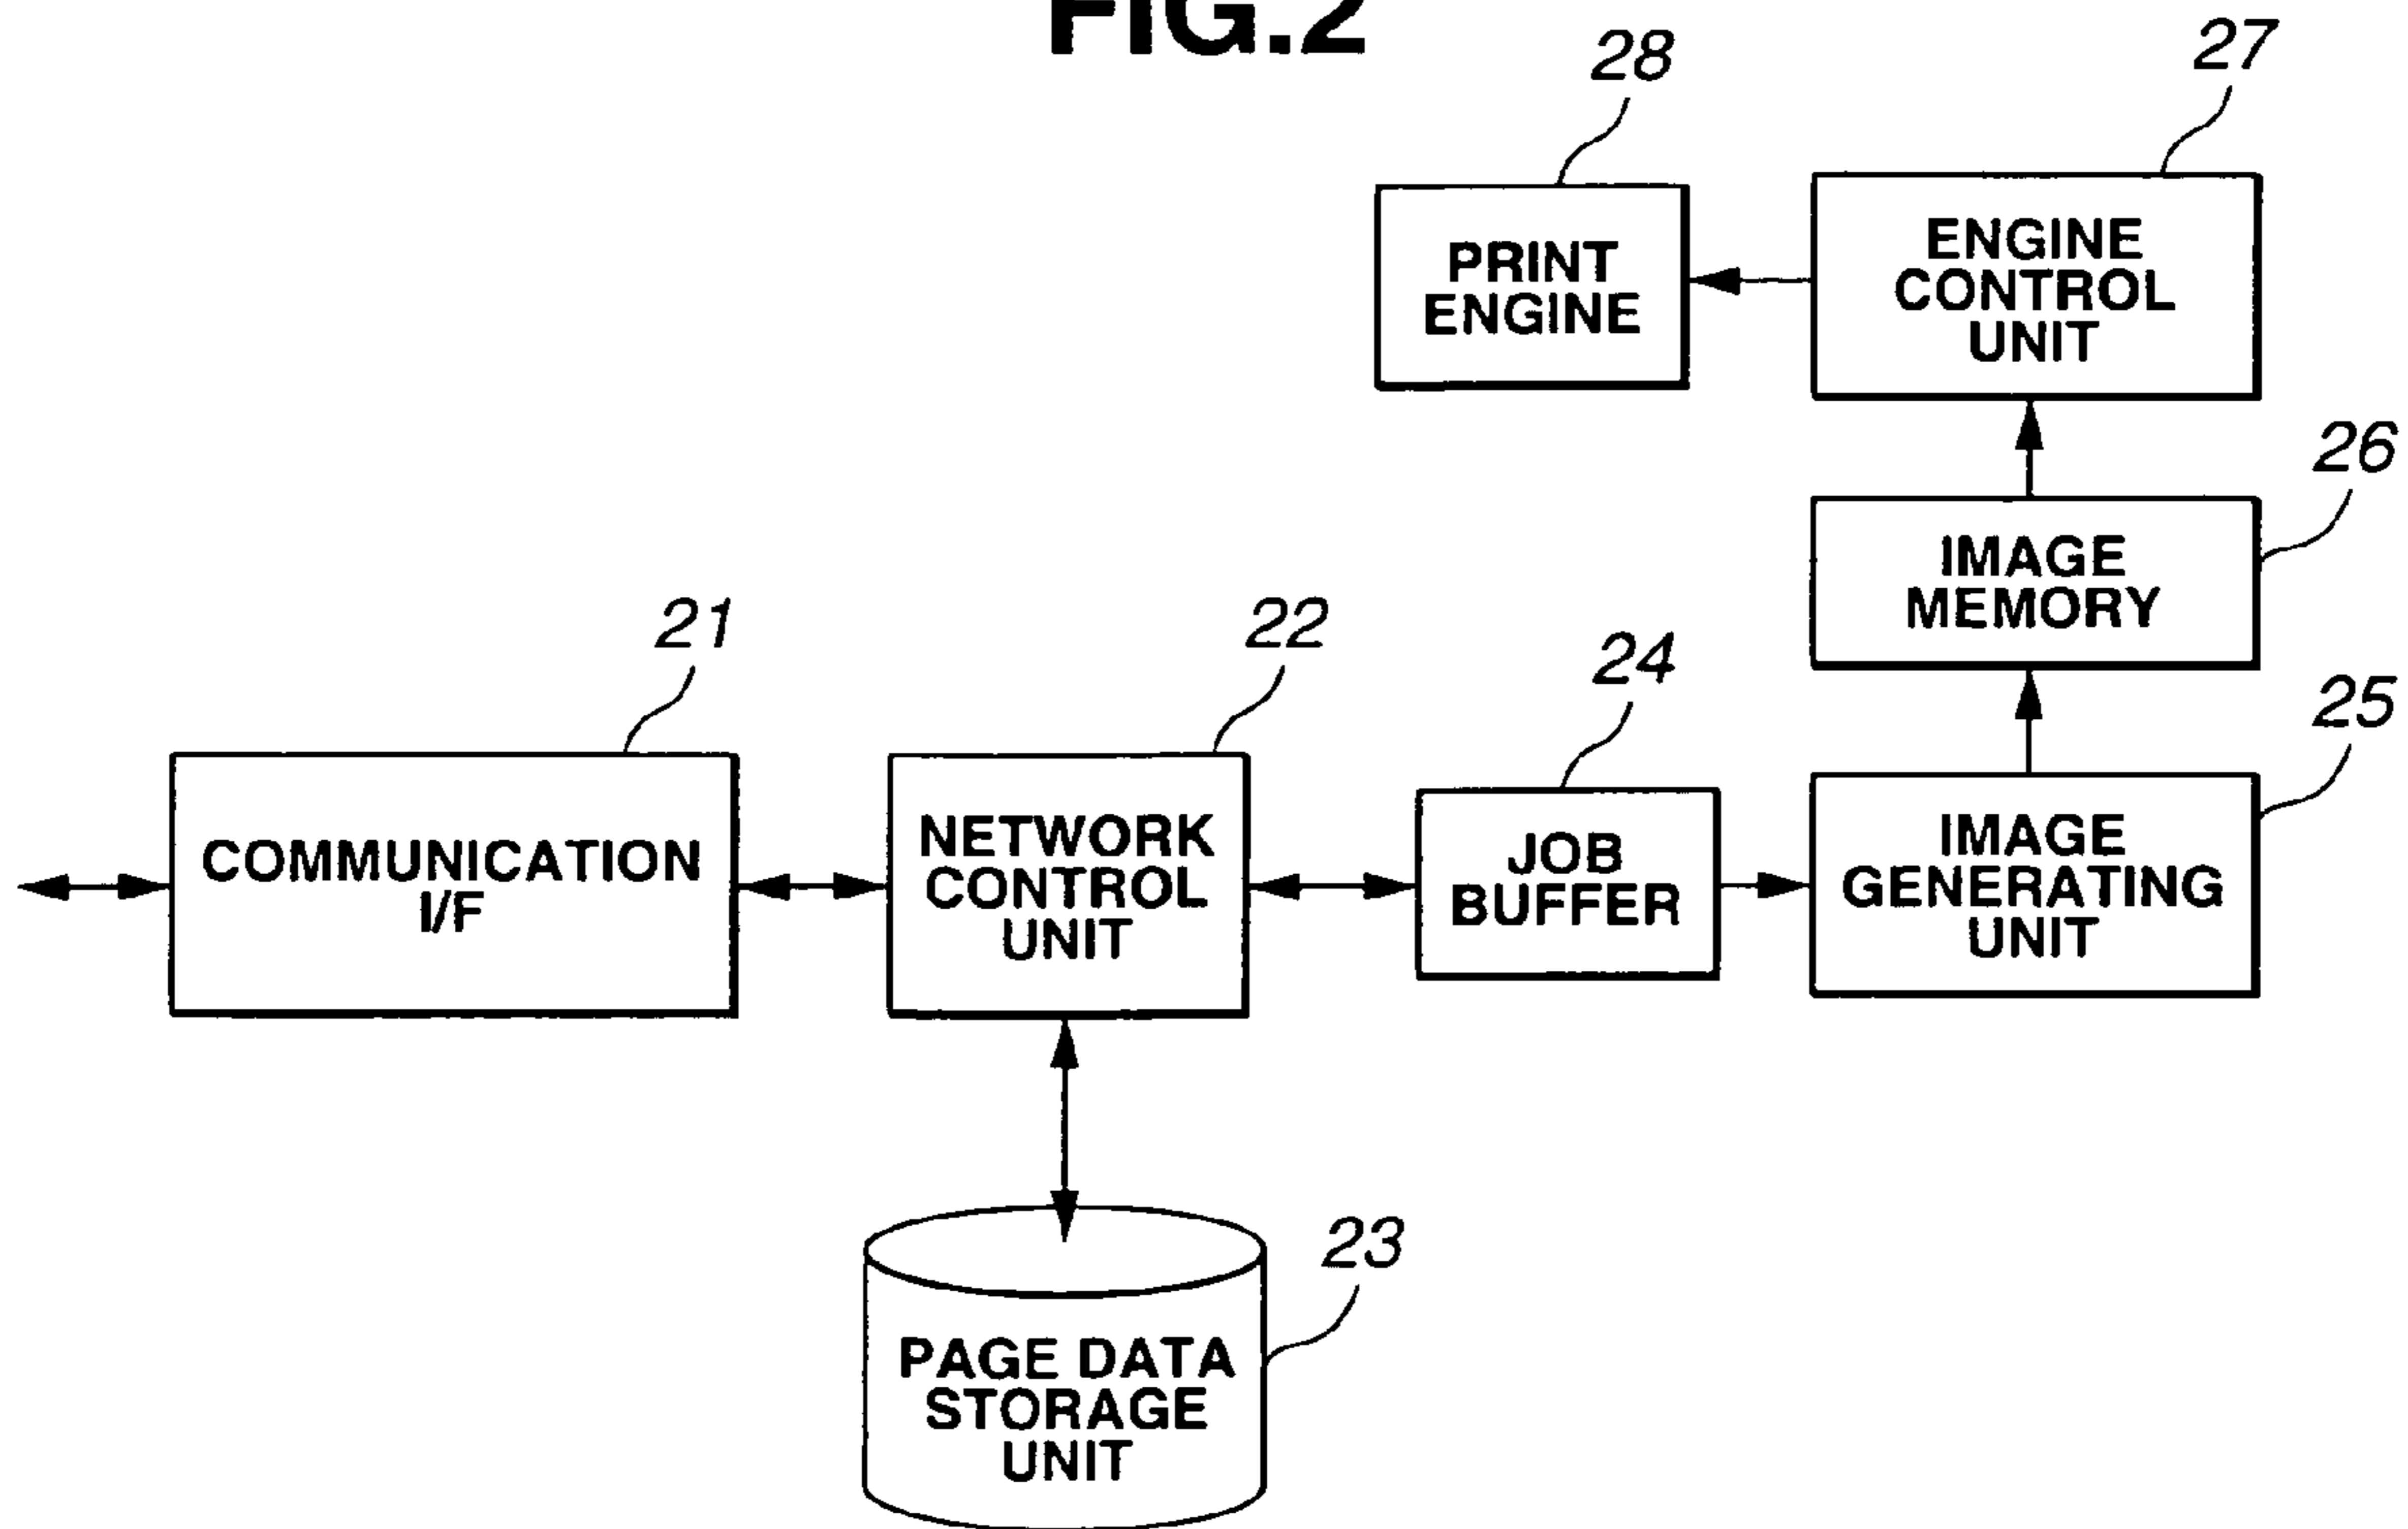 FIG.2
28
27
PRINT
ENGINE
ENGINE
CONTROL
UNIT
26
IMAGE
MEMORY
21
22
24
25
COMMUNICATION
I/F
NETWORK
CONTROL
UNIT
JOB
BUFFER
IMAGE
GENERATING
UNIT
23
PAGE DATA
STORAGE
UNIT